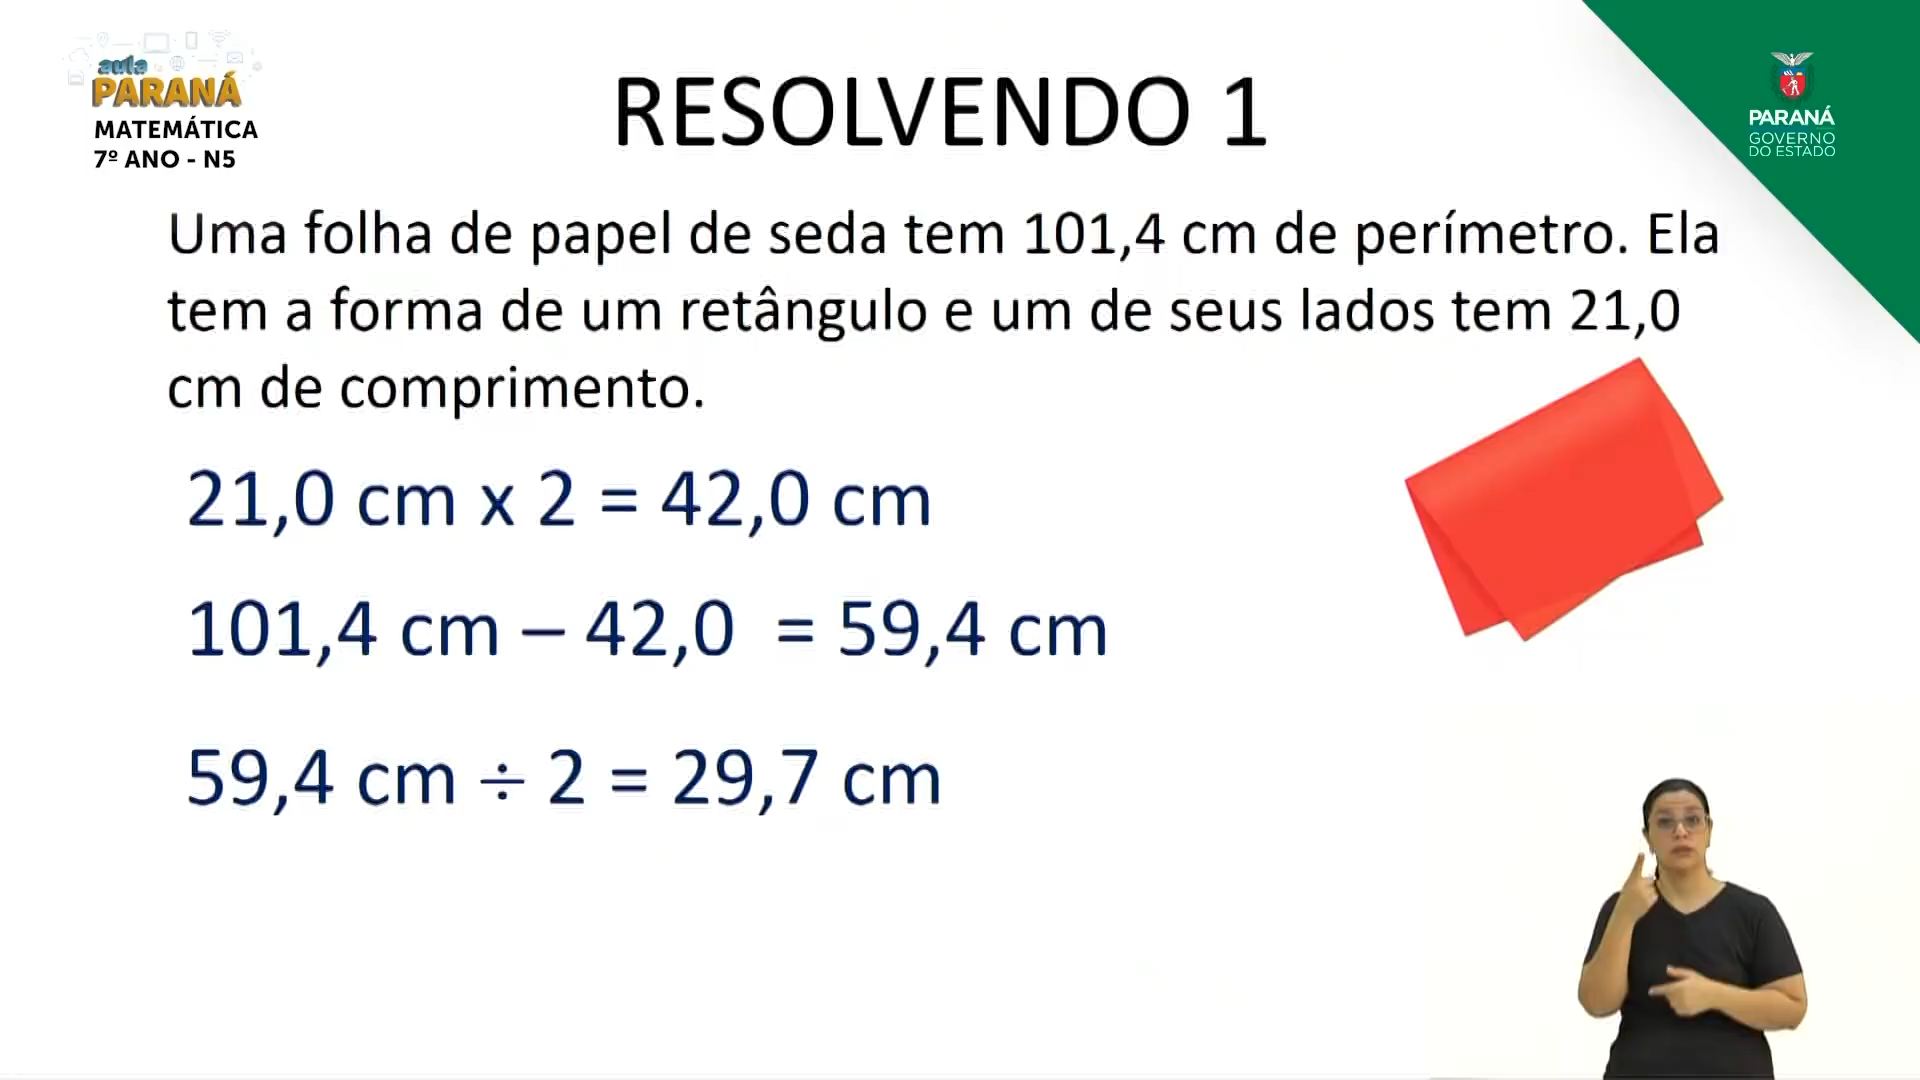 aula
PARANÁ
MATEMÁTICA
7º ANO - N5
RESOLVENDO 1
PARANÁ
GOVERNO
DO ESTADO
Uma folha de papel de seda tem 101,4 cm de perímetro. Ela
tem a forma de um retângulo e um de seus lados tem 21,0
cm de comprimento.
21,0 cm x 2 = 42,0 cm
101,4 cm – 42,0  = 59,4 cm
59,4 cm ÷ 2 = 29,7 cm